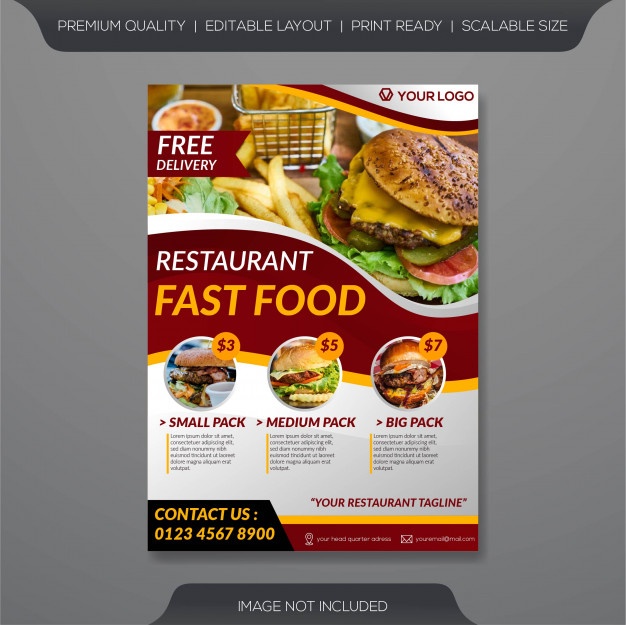 PREMIUM QUALITY | EDITABLE LAYOUT | PRINT READY | SCALABLE SIZE
YOUR LOGO
FREE
DELIVERY
RESTAURANT
FAST FOOD
$3
$5
$7
> SMALL PACK
> MEDIUM PACK
> BIG PACK
Lorem ipsum dolor sit amet,
consectetuer adipiscing elit,
sed diam nonummy nibh
euismod tincidunt ut laoreet
dolore magna aliquam erat
volutpat.
Lorem ipsum dolor sit amet,
consectetuer adipiscing elit,
sed diam nonummy nibh
euismod tincidunt ut laoreet
dolore magna aliquam erat
volutpat.
Lorem ipsum dolor sit amet,
consectetuer adipiscing elit,
sed diam nonummy nibh
euismod tincidunt ut laoreet
dolore magna aliquam erat
volutpat.
"YOUR RESTAURANT TAGLINE"
CONTACT US :
0123 4567 8900
your head quarter adress
youremail@mail.com
IMAGE NOT INCLUDED